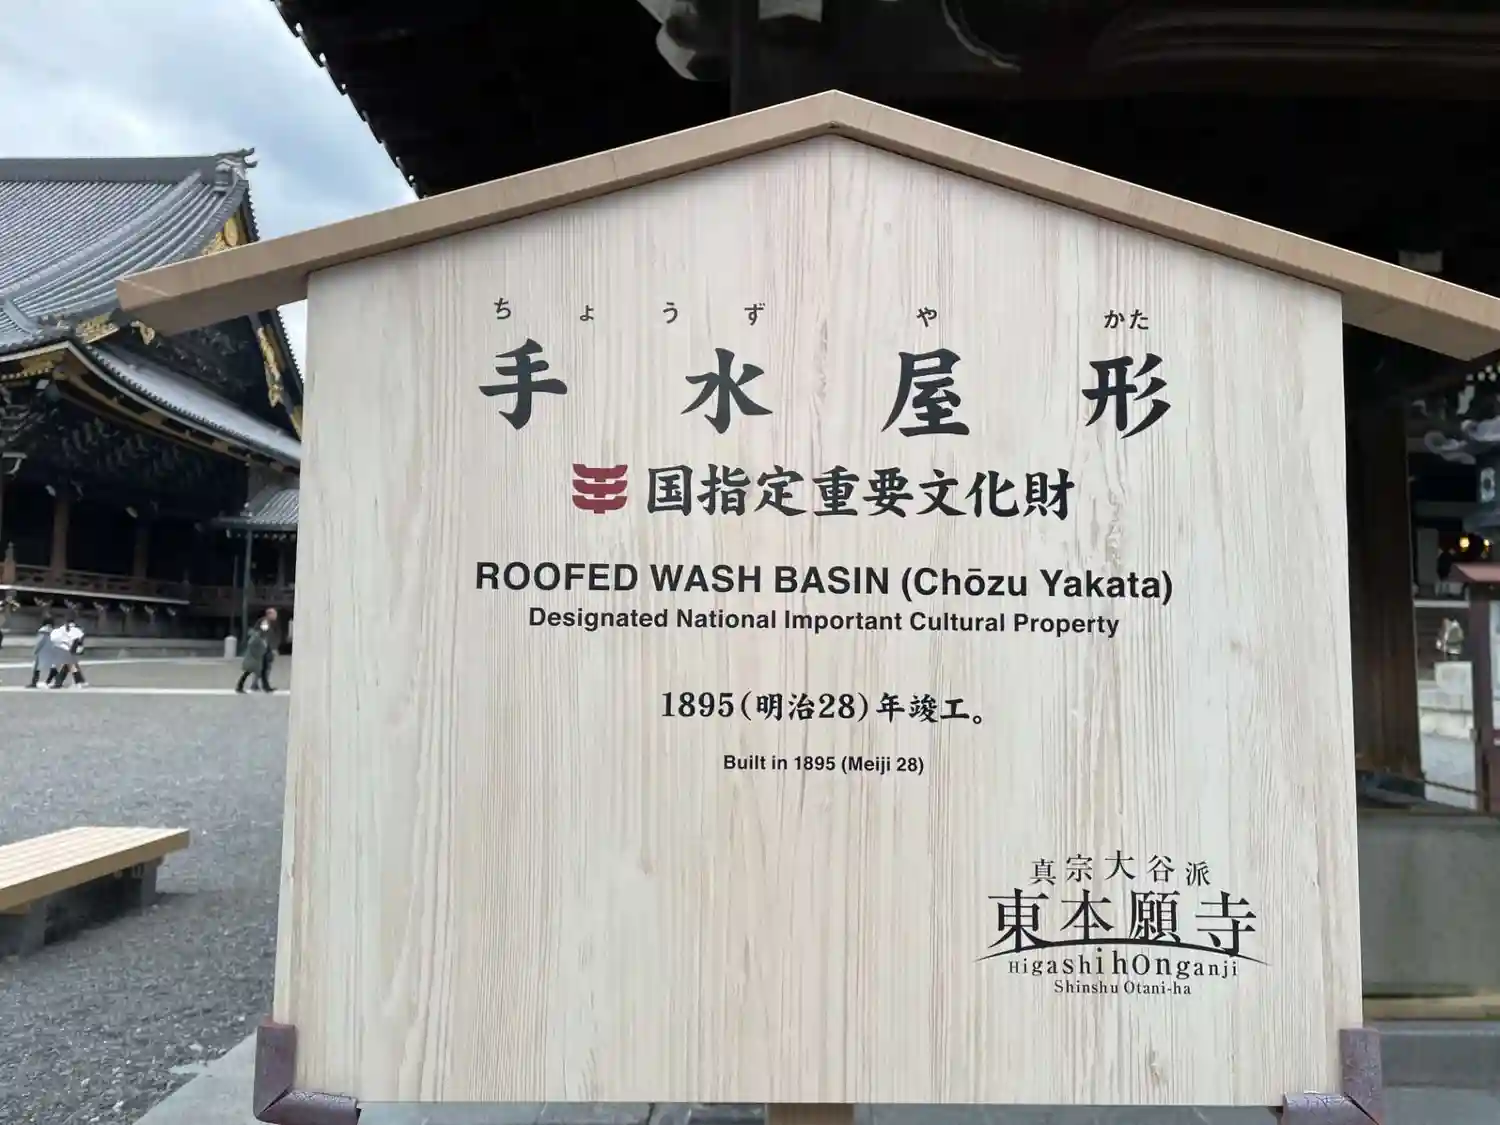 ちょうず や かた
手水屋形
国指定重要文化財
ROOFED WASH BASIN (Chōzu Yakata)
Designated National Important Cultural Property
1895(明治28)年竣工。
Built in 1895 (Meiji 28)
真宗大谷派
東本願寺
Higashihonganji
Shinshu Otani-ha